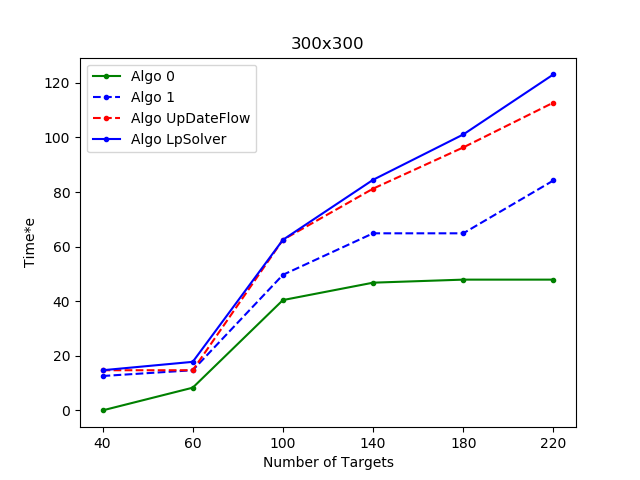 300x300
Algo 0
Algo 1
Algo UpDateFlow
Algo LpSolver
120
100
80
60
40
20
0
Time*e
40 60 100 140 180 220
Number of Targets